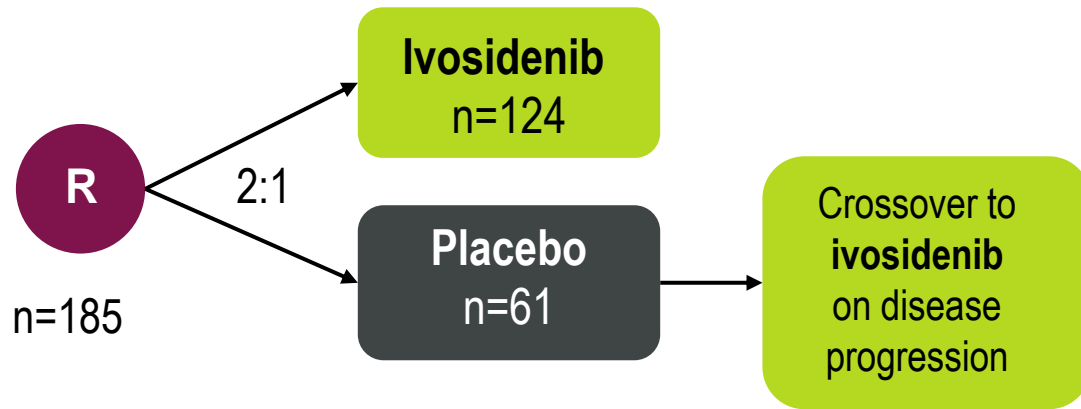 R
n=185
2:1
Ivosidenib
n=124
Placebo
n=61
Crossover to
ivosidenib
on disease
progression